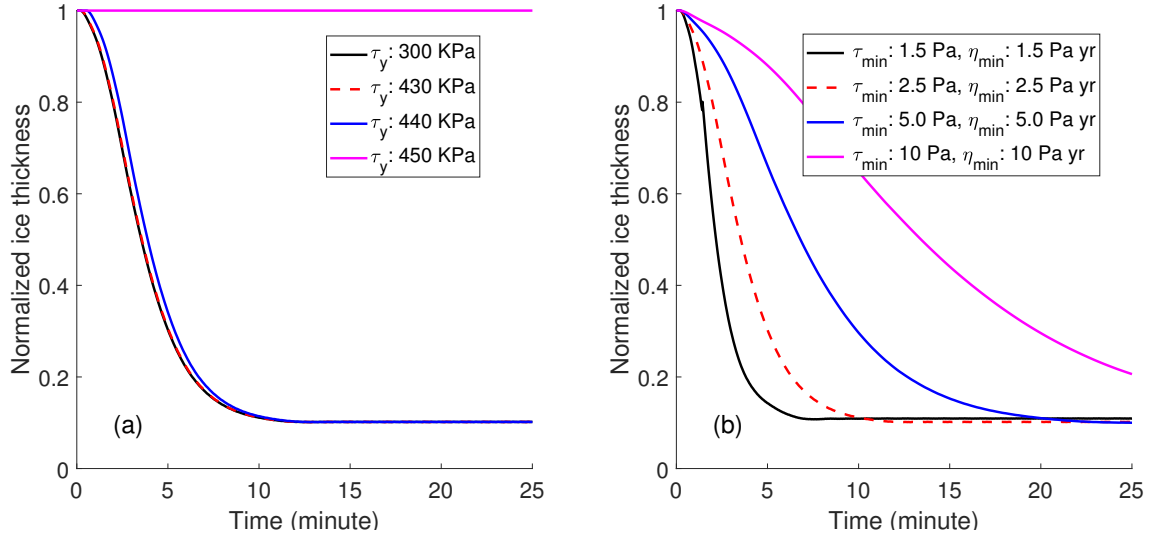 1
0.8
0.6
0.4
0.2
0
Normalized ice thickness
τy: 300 KPa
τy: 430 KPa
τy: 440 KPa
τy: 450 KPa
(a)
0 5 10 15 20 25
Time (minute)
1
0.8
0.6
0.4
0.2
0
Normalized ice thickness
τmin: 1.5 Pa, ηmin: 1.5 Pa yr
τmin: 2.5 Pa, ηmin: 2.5 Pa yr
τmin: 5.0 Pa, ηmin: 5.0 Pa yr
τmin: 10 Pa, ηmin: 10 Pa yr
(b)
0 5 10 15 20 25
Time (minute)